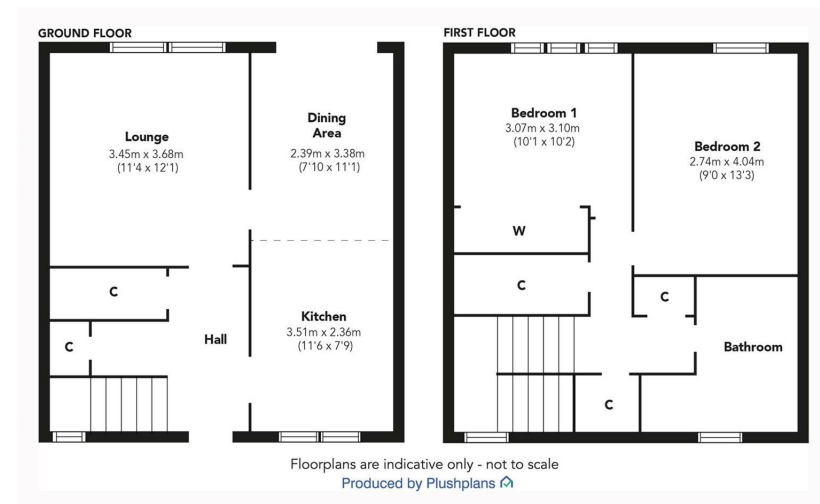 GROUND FLOOR
Lounge
3.45m x 3.68m
(11'4 x 12'1)
Dining
Area
2.39m x 3.38m
(7'10 x 11'1)
C
C
Hall
Kitchen
3.51m x 2.36m
(11'6 x 7'9)
FIRST FLOOR
Bedroom 1
3.07m x 3.10m
(10'1 x 10'2)
Bedroom 2
2.74m x 4.04m
(9'0 x 13'3)
W
C
C
Bathroom
C
Floorplans are indicative only - not to scale
Produced by Plushplans